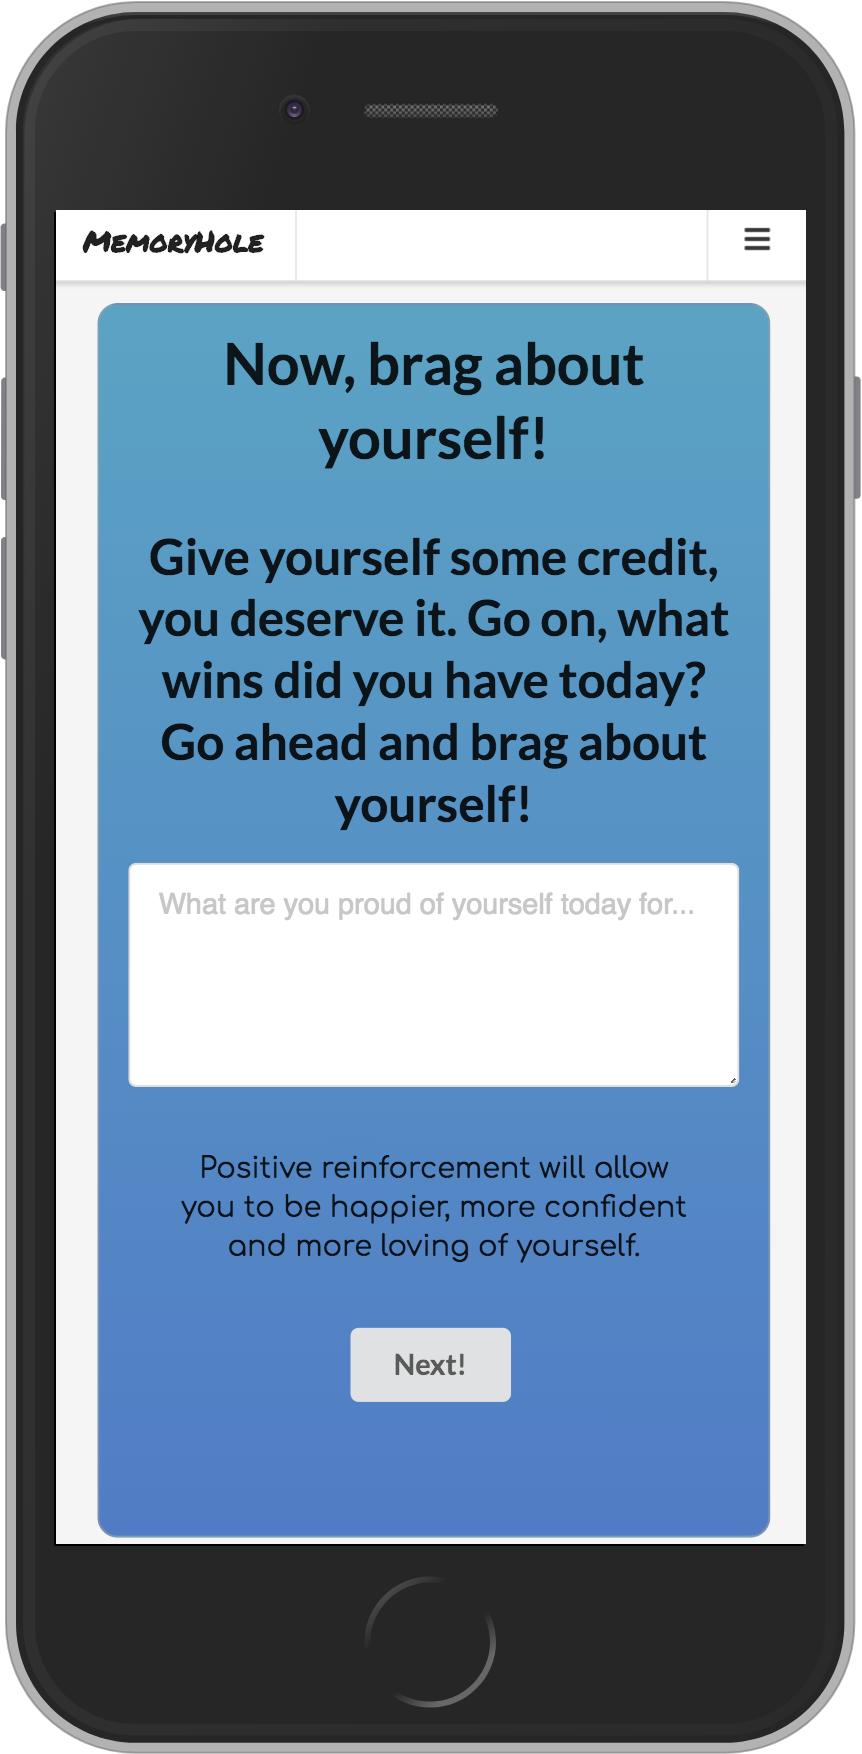 MemoryHole
Now, brag about
yourself!
Give yourself some credit,
you deserve it. Go on, what
wins did you have today?
Go ahead and brag about
yourself!
What are you proud of yourself today for...
Positive reinforcement will allow
you to be happier, more confident
and more loving of yourself.
Next!